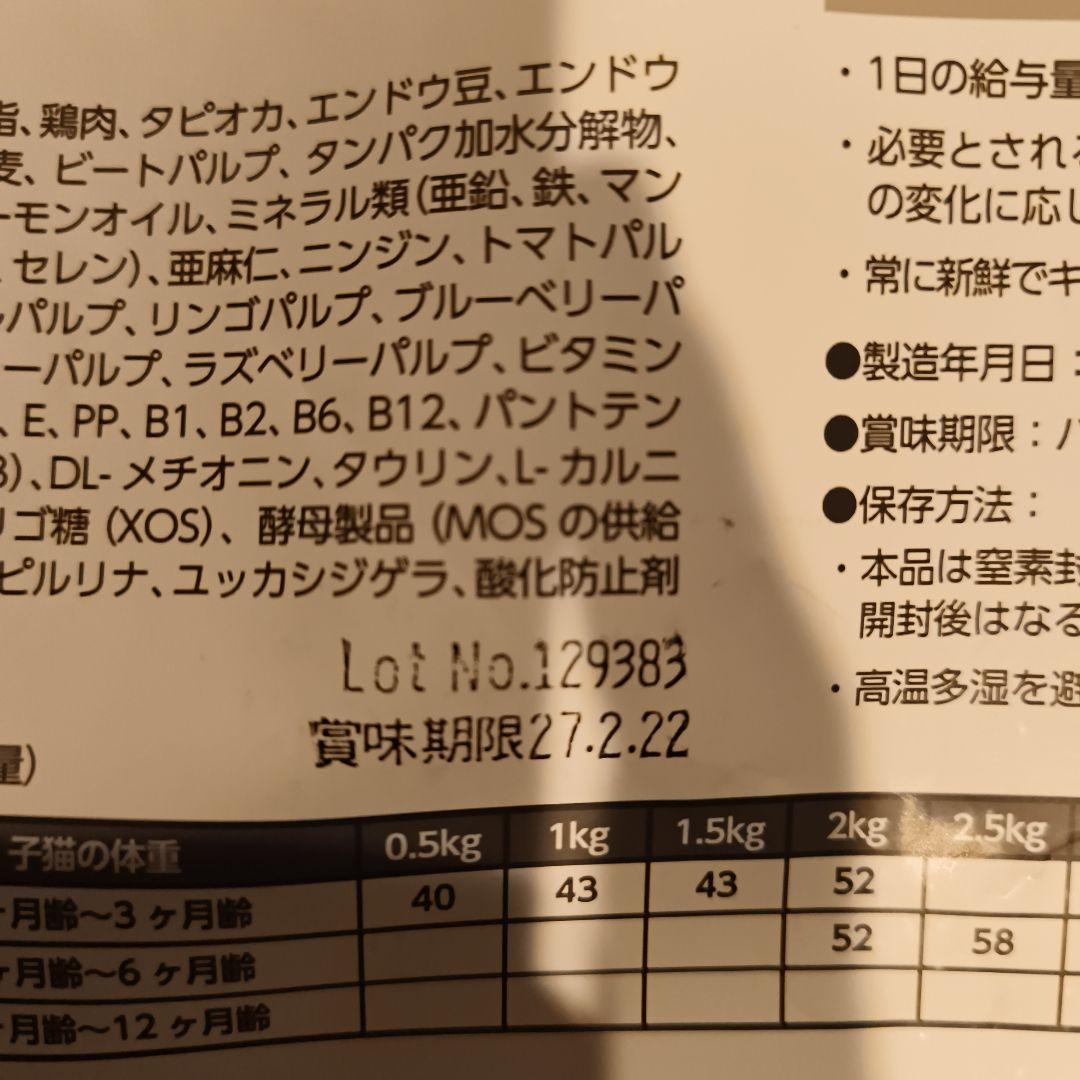 脂、鶏肉、タピオカ、エンドウ豆、エンドウ
麦、ビートパルプ、タンパク加水分解物、
ーモンオイル、ミネラル類(亜鉛、鉄、マン
、セレン)、亜麻仁、ニンジン、トマトパル
パルプ、リンゴパルプ、ブルーベリーパ
ーパルプ、ラズベリーパルプ、ビタミン
、E、PP、B1、B2、B6、B12、パントテン
)、DL-メチオニン、タウリン、L-カルニ
リゴ糖 (XOS)、酵母製品 (MOS の供給
ピルリナ、ユッカシジゲラ、酸化防止剤
Lot No.129383
賞味期限27.2.22
量)
・1日の給与量
・必要とされる
の変化に応じ
・常に新鮮でキ
●製造年月日：
●賞味期限：パ
●保存方法：
・本品は窒素封
開封後はなる
・高温多湿を避
子猫の体重 0.5kg 1kg 1.5kg 2kg 2.5kg
ヶ月齢～3 ヶ月齢 40 43 43 52
ヶ月齢～6 ヶ月齢 52 58
ヶ月齢～12 ヶ月齢